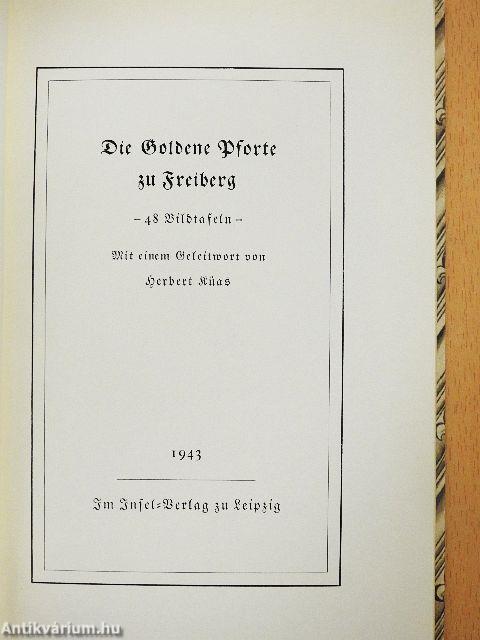 Die Goldene Pforte
zu Freiberg
– 48 Bildtafeln –
Mit einem Geleitwort von
Herbert Küas
1943
Im Insel-Verlag zu Leipzig
Antikvárium.hu